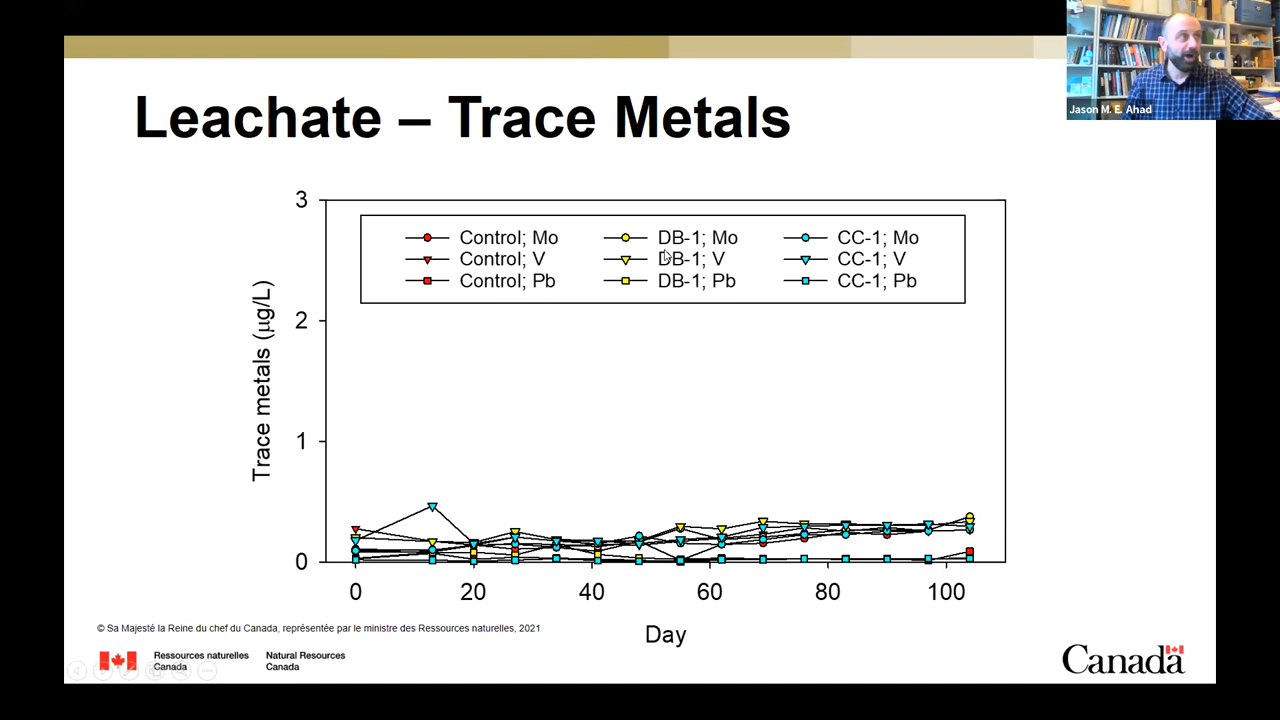 Jason M. E. Ahad
Leachate – Trace Metals
3
2
1
0
Trace metals (µg/L)
Control; Mo
DB-1; Mo
CC-1; Mo
Control; V
DB-1; V
CC-1; V
Control; Pb
DB-1; Pb
CC-1; Pb
0
20
40
60
80
100
Day
© Sa Majesté la Reine du chef du Canada, représentée par le ministre des Ressources naturelles, 2021
Ressources naturelles
Canada
Natural Resources
Canada
Canada